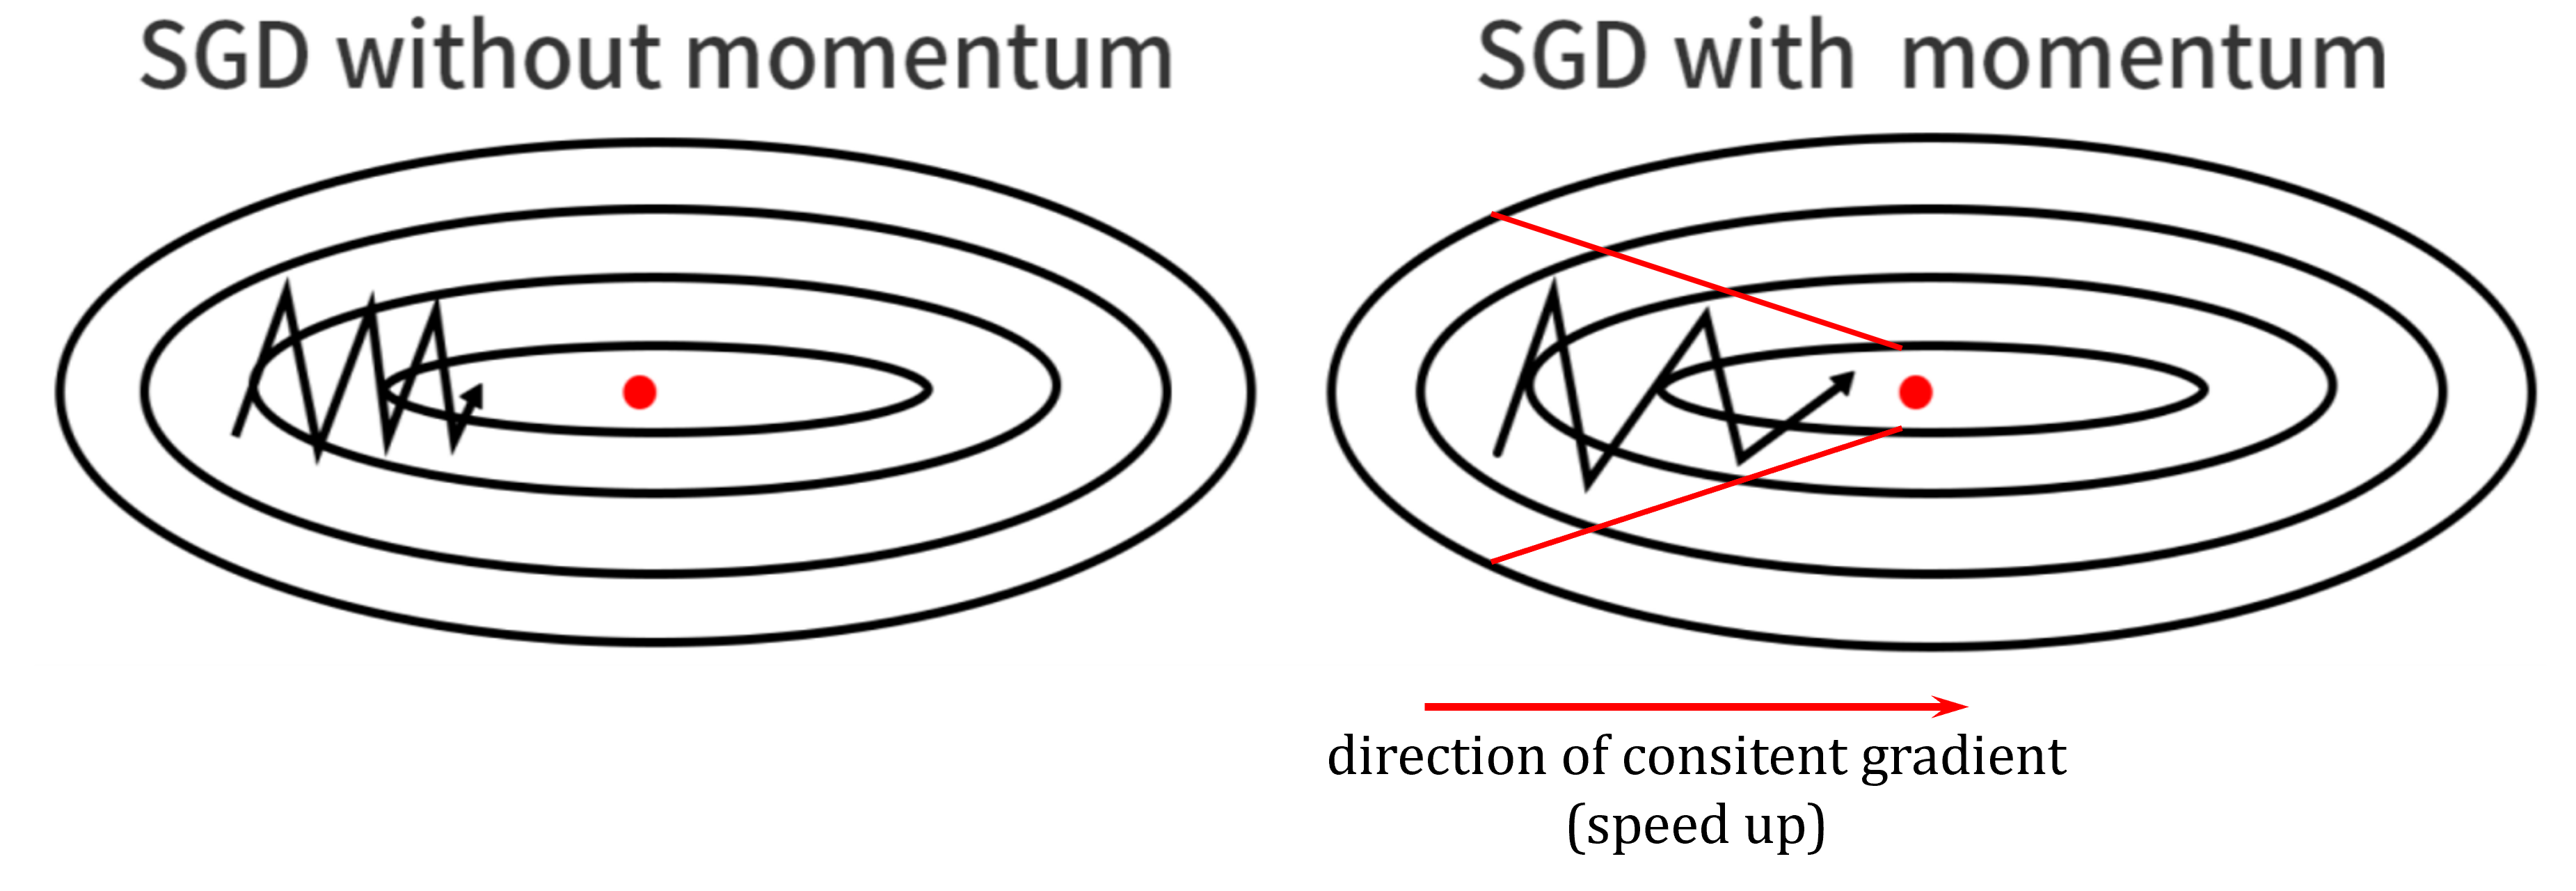 SGD without momentum
SGD with momentum
direction of consitent gradient
(speed up)